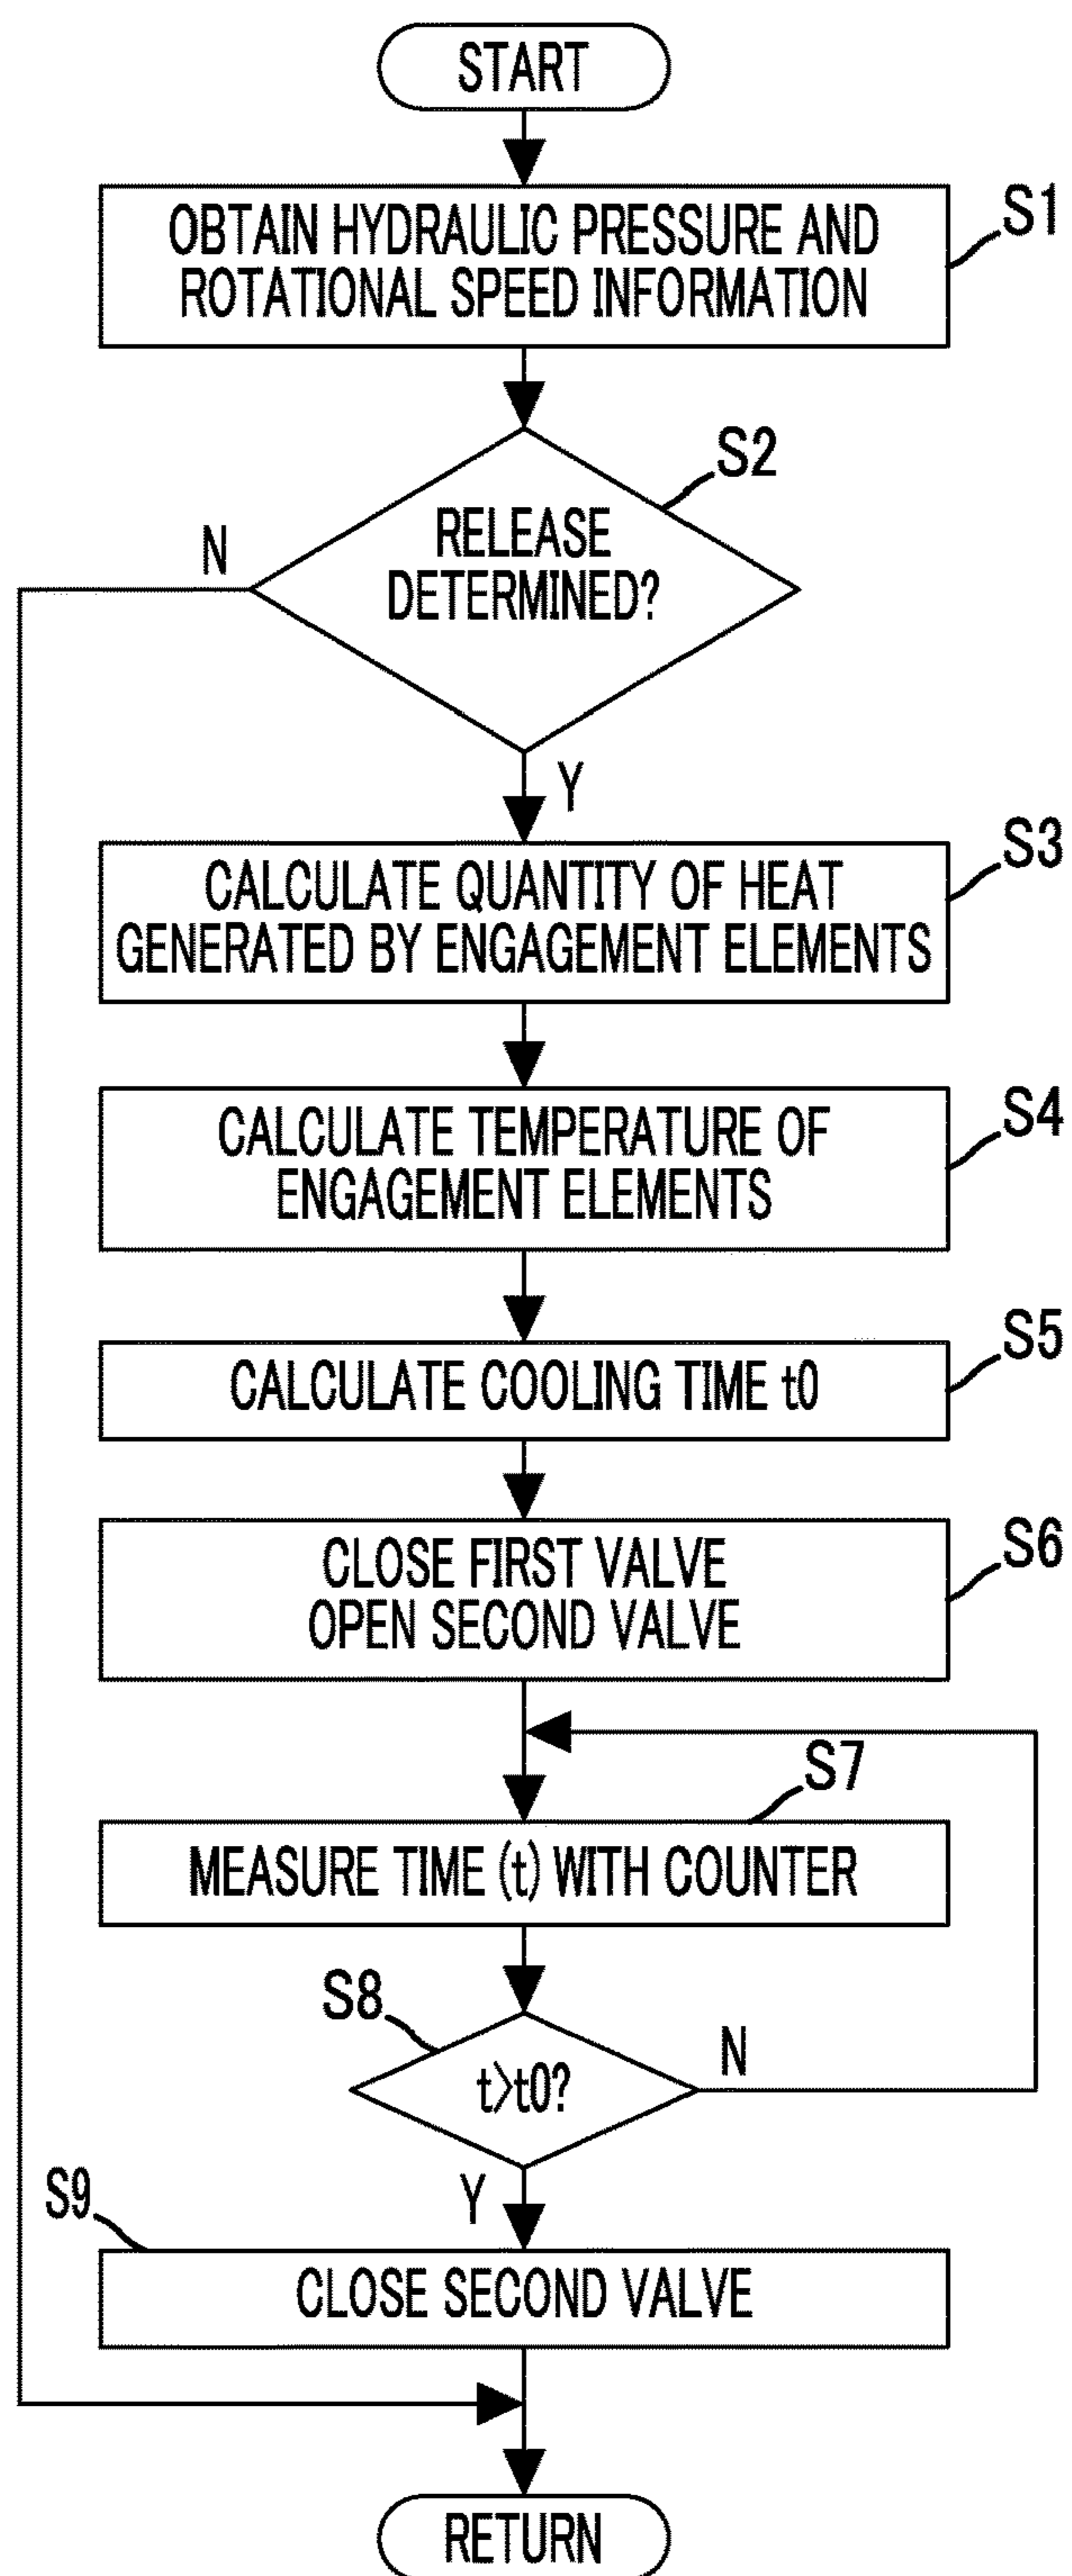 START
OBTAIN HYDRAULIC PRESSURE AND
ROTATIONAL SPEED INFORMATION
S1
RELEASE
DETERMINED?
S2
N
Y
CALCULATE QUANTITY OF HEAT
GENERATED BY ENGAGEMENT ELEMENTS
S3
CALCULATE TEMPERATURE OF
ENGAGEMENT ELEMENTS
S4
CALCULATE COOLING TIME t0
S5
CLOSE FIRST VALVE
OPEN SECOND VALVE
S6
S7
MEASURE TIME (t) WITH COUNTER
S8
t>t0?
N
Y
S9
CLOSE SECOND VALVE
RETURN